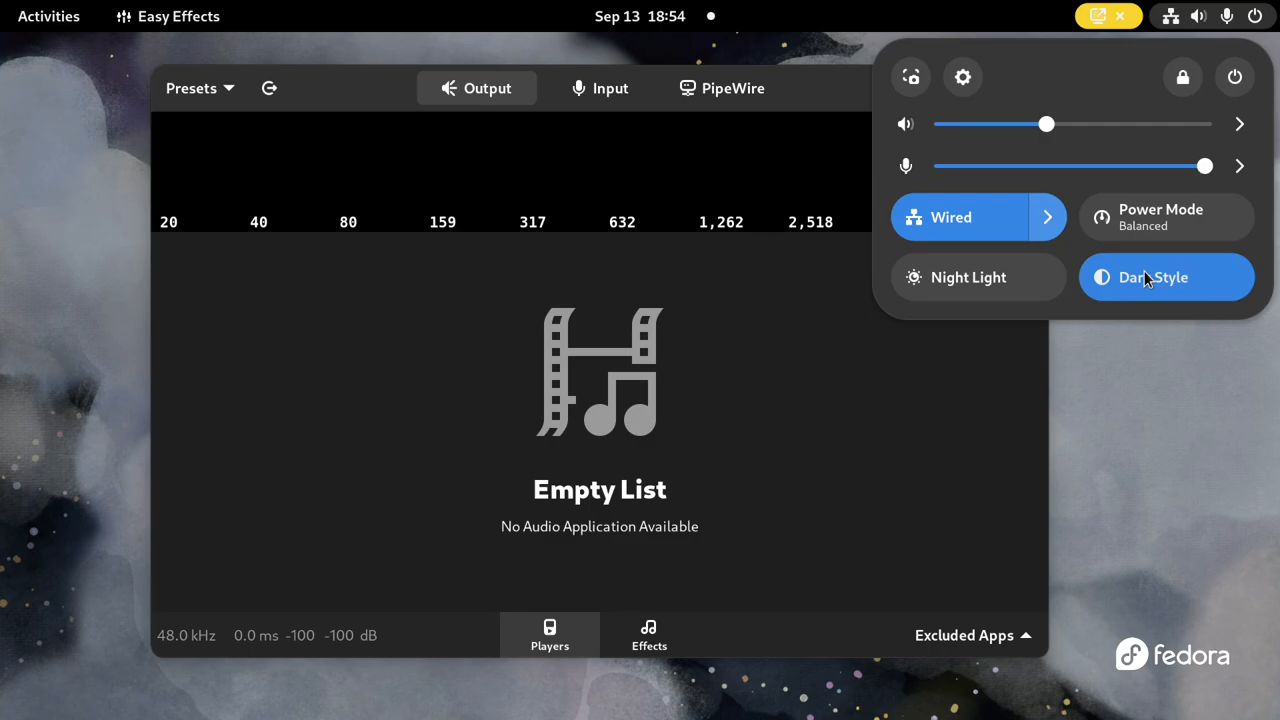 Activities
Easy Effects
Sep 13 18:54
Presets
Output
Input
PipeWire
20 40 80 159 317 632 1,262 2,518
Wired
Power Mode
Balanced
Night Light
Dark Style
Empty List
No Audio Application Available
48.0 kHz 0.0 ms -100 -100 dB
Players
Effects
Excluded Apps
fedora